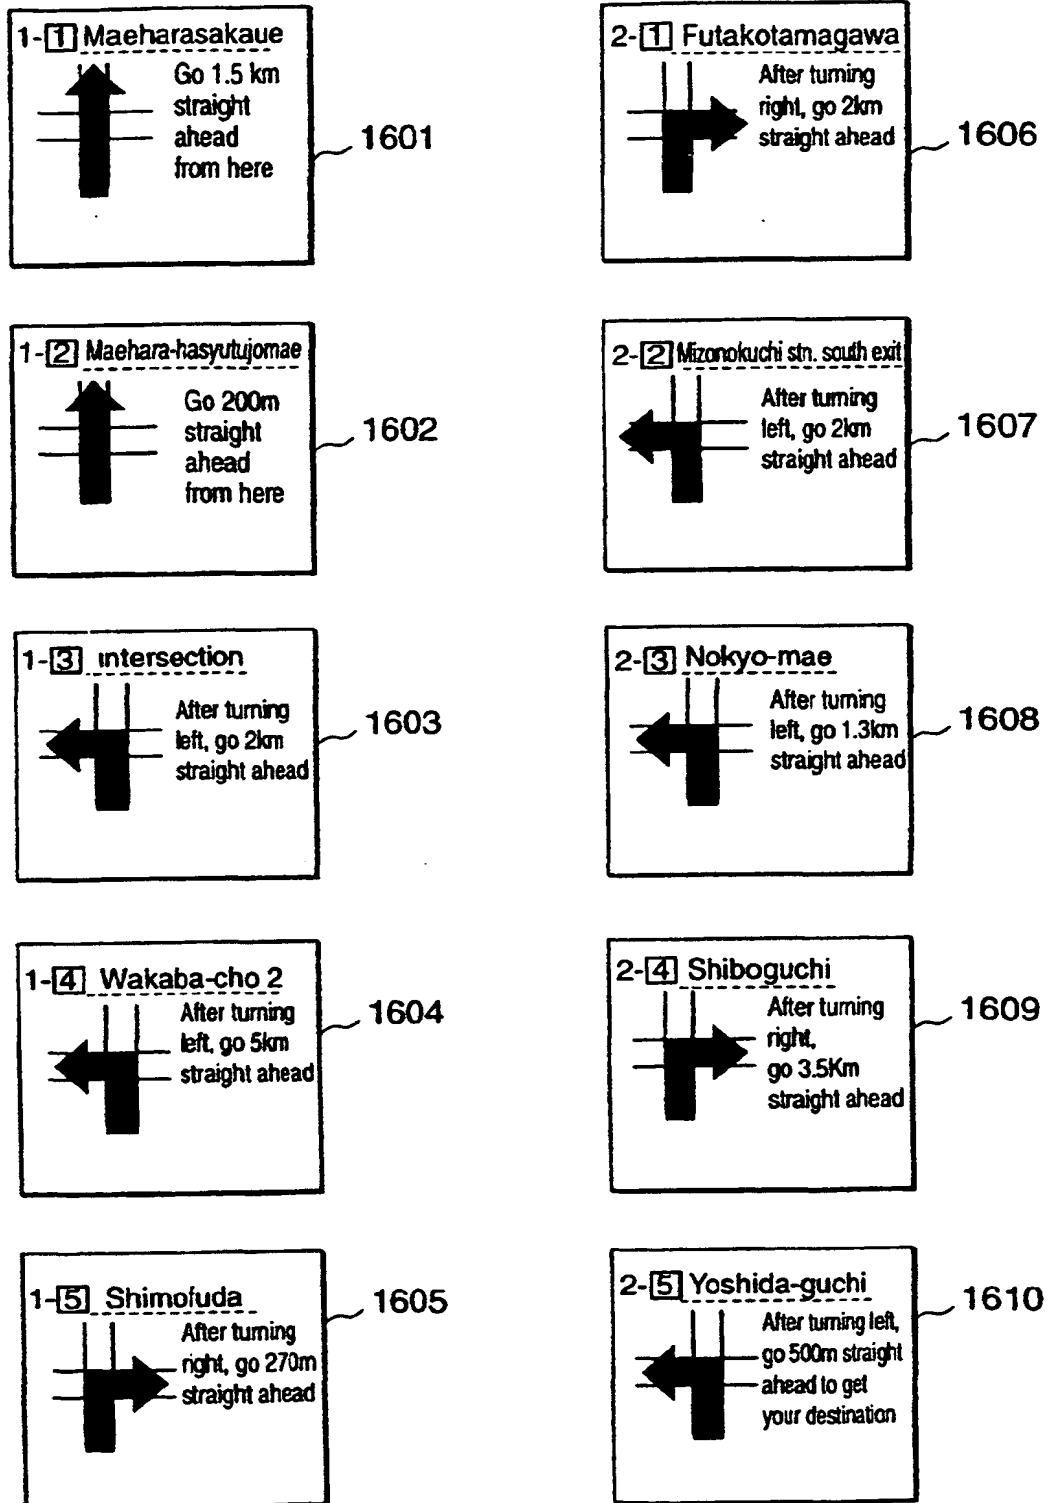 1-1 Maeharasakaue
Go 1.5 km
straight
ahead
from here
1601
1-2 Maehara-hasyutujomae
Go 200m
straight
ahead
from here
1602
1-3 intersection
After turning
left, go 2km
straight ahead
1603
1-4 Wakaba-cho 2
After turning
left, go 5km
straight ahead
1604
1-5 Shimofuda
After turning
right, go 270m
straight ahead
1605
2-1 Futakotamagawa
After turning
right, go 2km
straight ahead
1606
2-2 Mizonokuchi stn. south exit
After turning
left, go 2km
straight ahead
1607
2-3 Nokyo-mae
After turning
left, go 1.3km
straight ahead
1608
2-4 Shiboguchi
After turning
right,
go 3.5Km
straight ahead
1609
2-5 Yoshida-guchi
After turning left,
go 500m straight
ahead to get
your destination
1610